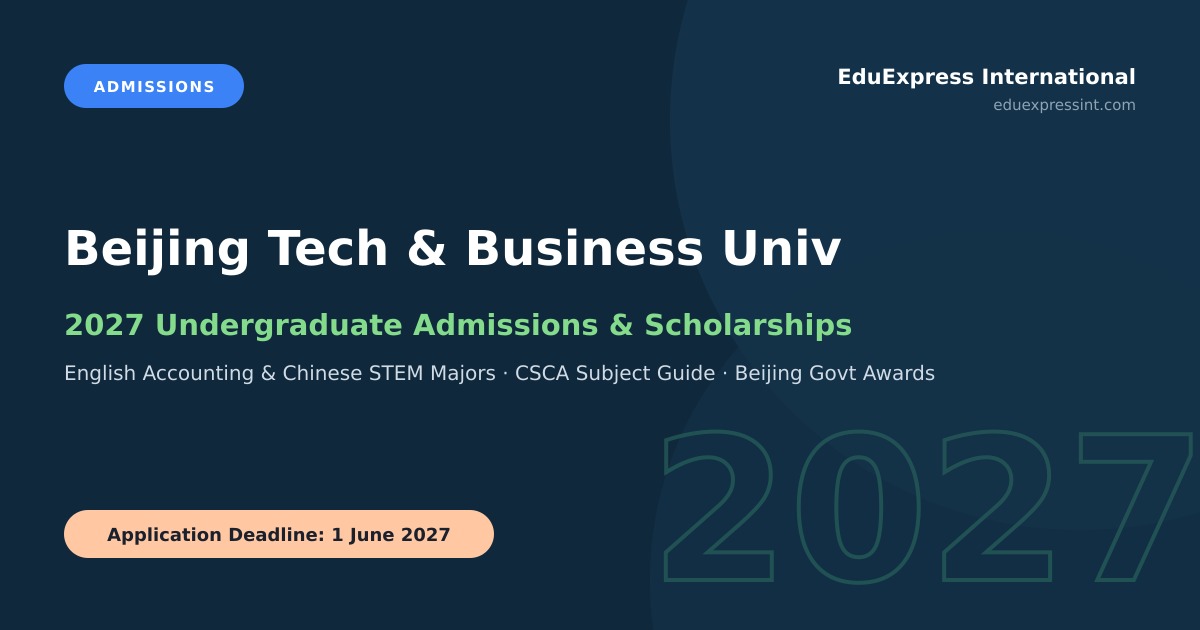 ADMISSIONS
EduExpress International
eduexpressint.com
Beijing Tech & Business Univ
2027 Undergraduate Admissions & Scholarships
English Accounting & Chinese STEM Majors · CSCA Subject Guide · Beijing Govt Awards
2027
Application Deadline: 1 June 2027